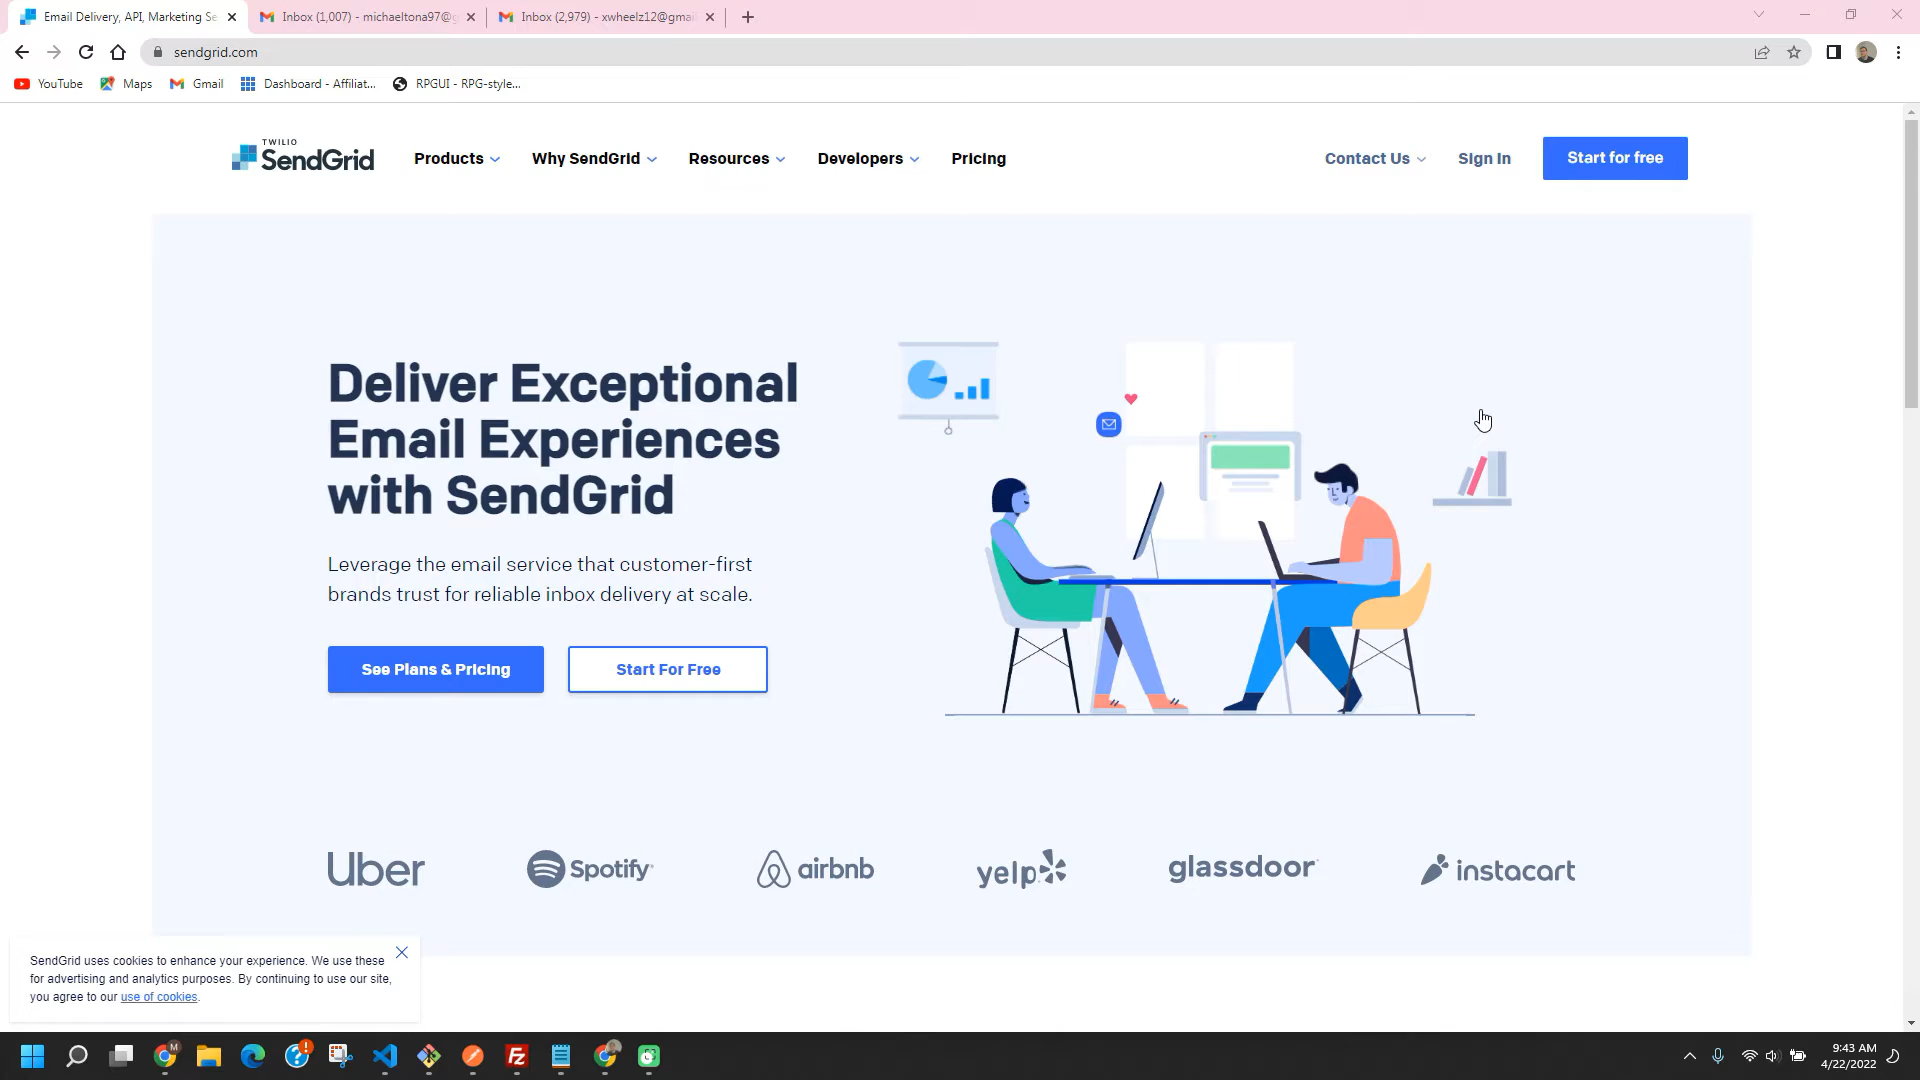 Email Delivery, API, Marketing Se
Inbox (1,007) - michaeltona97@g
Inbox (2,979) - xwheelz12@gmai
sendgrid.com
YouTube
Maps
Gmail
Dashboard - Affiliat...
RPGUI - RPG-style...
TWILIO
SendGrid
Products
Why SendGrid
Resources
Developers
Pricing
Contact Us
Sign In
Start for free
Deliver Exceptional
Email Experiences
with SendGrid
Leverage the email service that customer-first
brands trust for reliable inbox delivery at scale.
See Plans & Pricing
Start For Free
Uber
Spotify
airbnb
yelp
glassdoor
instacart
SendGrid uses cookies to enhance your experience. We use these
for advertising and analytics purposes. By continuing to use our site,
you agree to our use of cookies.
M
Fz
9:43 AM
4/22/2022